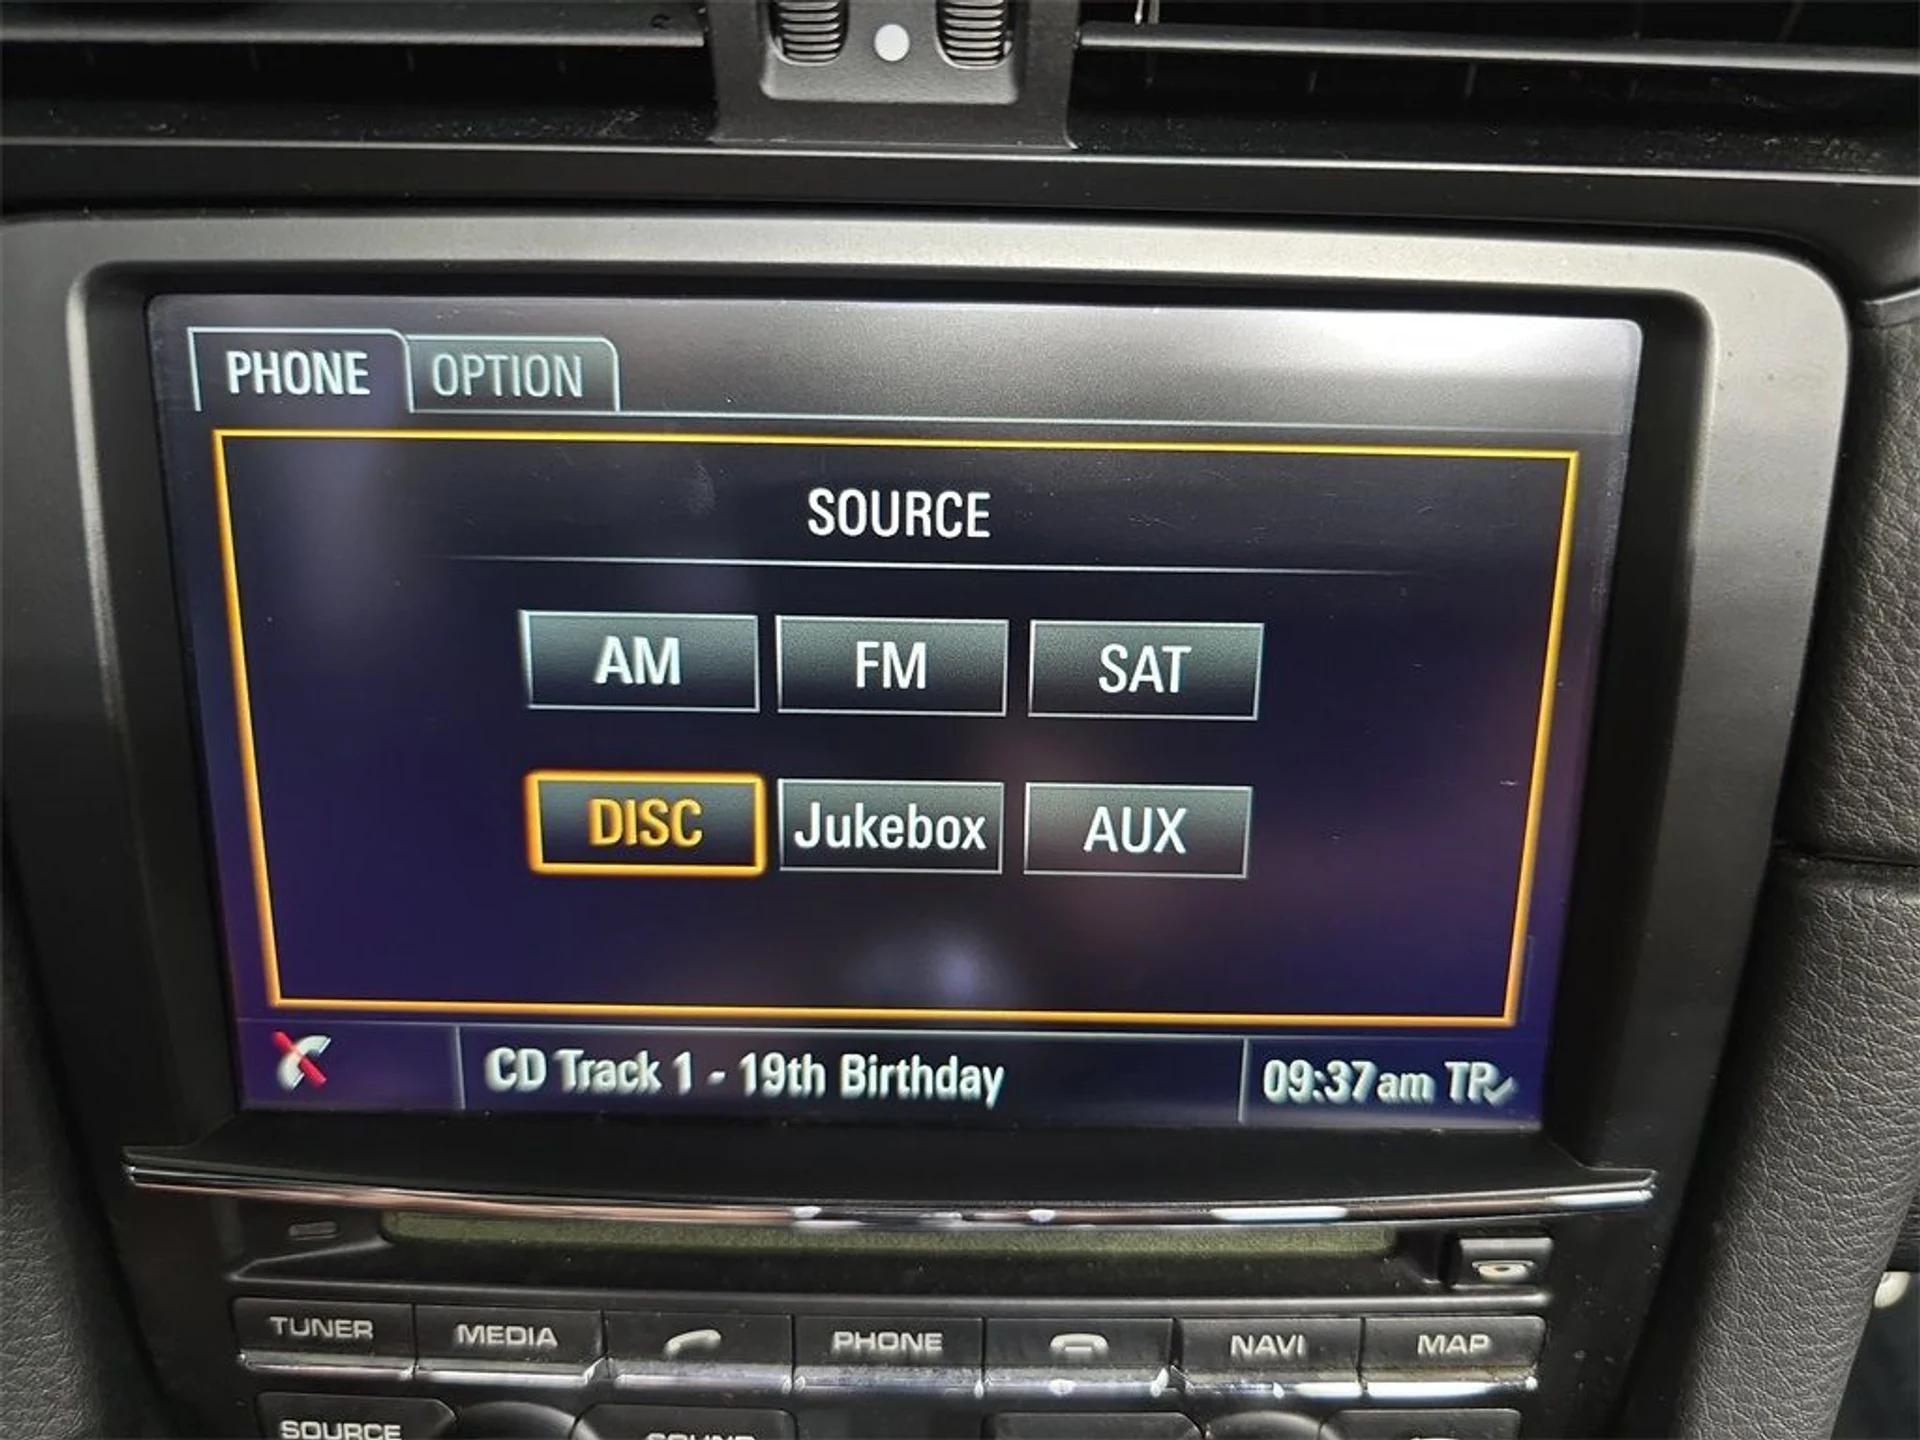 PHONE OPTION
SOURCE
AM FM SAT
DISC Jukebox AUX
CD Track 1 - 19th Birthday 09:37am TP
TUNER MEDIA PHONE NAVI MAP
SOURCE SOUND